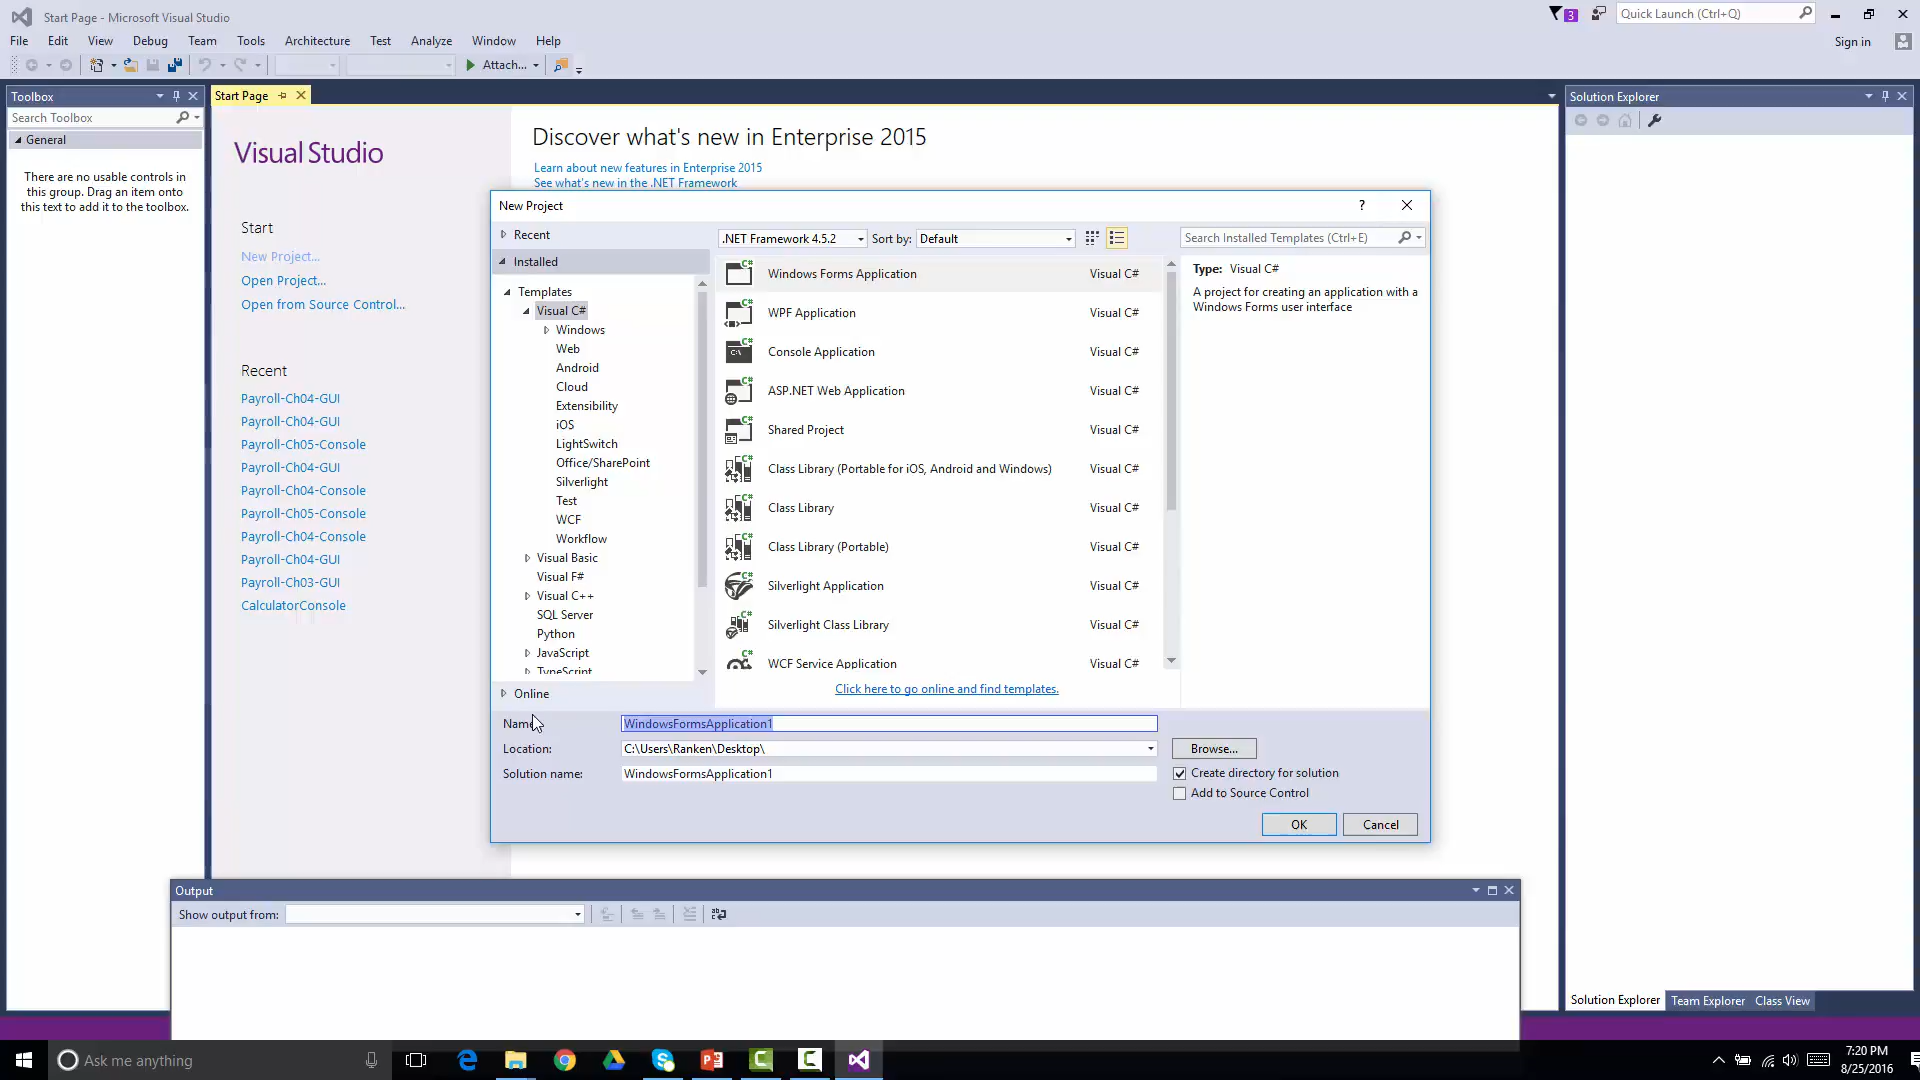 Start Page - Microsoft Visual Studio
3
Quick Launch (Ctrl+Q)
File Edit View Debug Team Tools Architecture Test Analyze Window Help
Sign in
Attach...
Toolbox
Search Toolbox
General
There are no usable controls in
this group. Drag an item onto
this text to add it to the toolbox.
Start Page
Visual Studio
Start
New Project...
Open Project...
Open from Source Control...
Recent
Payroll-Ch04-GUI
Payroll-Ch04-GUI
Payroll-Ch05-Console
Payroll-Ch04-GUI
Payroll-Ch04-Console
Payroll-Ch05-Console
Payroll-Ch04-Console
Payroll-Ch04-GUI
Payroll-Ch03-GUI
CalculatorConsole
Discover what's new in Enterprise 2015
Learn about new features in Enterprise 2015
See what's new in the .NET Framework
New Project
?
Recent
Installed
Templates
Visual C#
Windows
Web
Android
Cloud
Extensibility
iOS
LightSwitch
Office/SharePoint
Silverlight
Test
WCF
Workflow
Visual Basic
Visual F#
Visual C++
SQL Server
Python
JavaScript
TypeScript
Online
.NET Framework 4.5.2 Sort by: Default
Windows Forms Application Visual C#
WPF Application Visual C#
Console Application Visual C#
ASP.NET Web Application Visual C#
Shared Project Visual C#
Class Library (Portable for iOS, Android and Windows) Visual C#
Class Library Visual C#
Class Library (Portable) Visual C#
Silverlight Application Visual C#
Silverlight Class Library Visual C#
WCF Service Application Visual C#
Click here to go online and find templates.
Search Installed Templates (Ctrl+E)
Type: Visual C#
A project for creating an application with a
Windows Forms user interface
Name: WindowsFormsApplication1
Location: C:\Users\Ranken\Desktop\
Browse...
Solution name: WindowsFormsApplication1
Create directory for solution
Add to Source Control
OK Cancel
Output
Show output from:
Solution Explorer
Solution Explorer Team Explorer Class View
Ask me anything
7:20 PM
8/25/2016